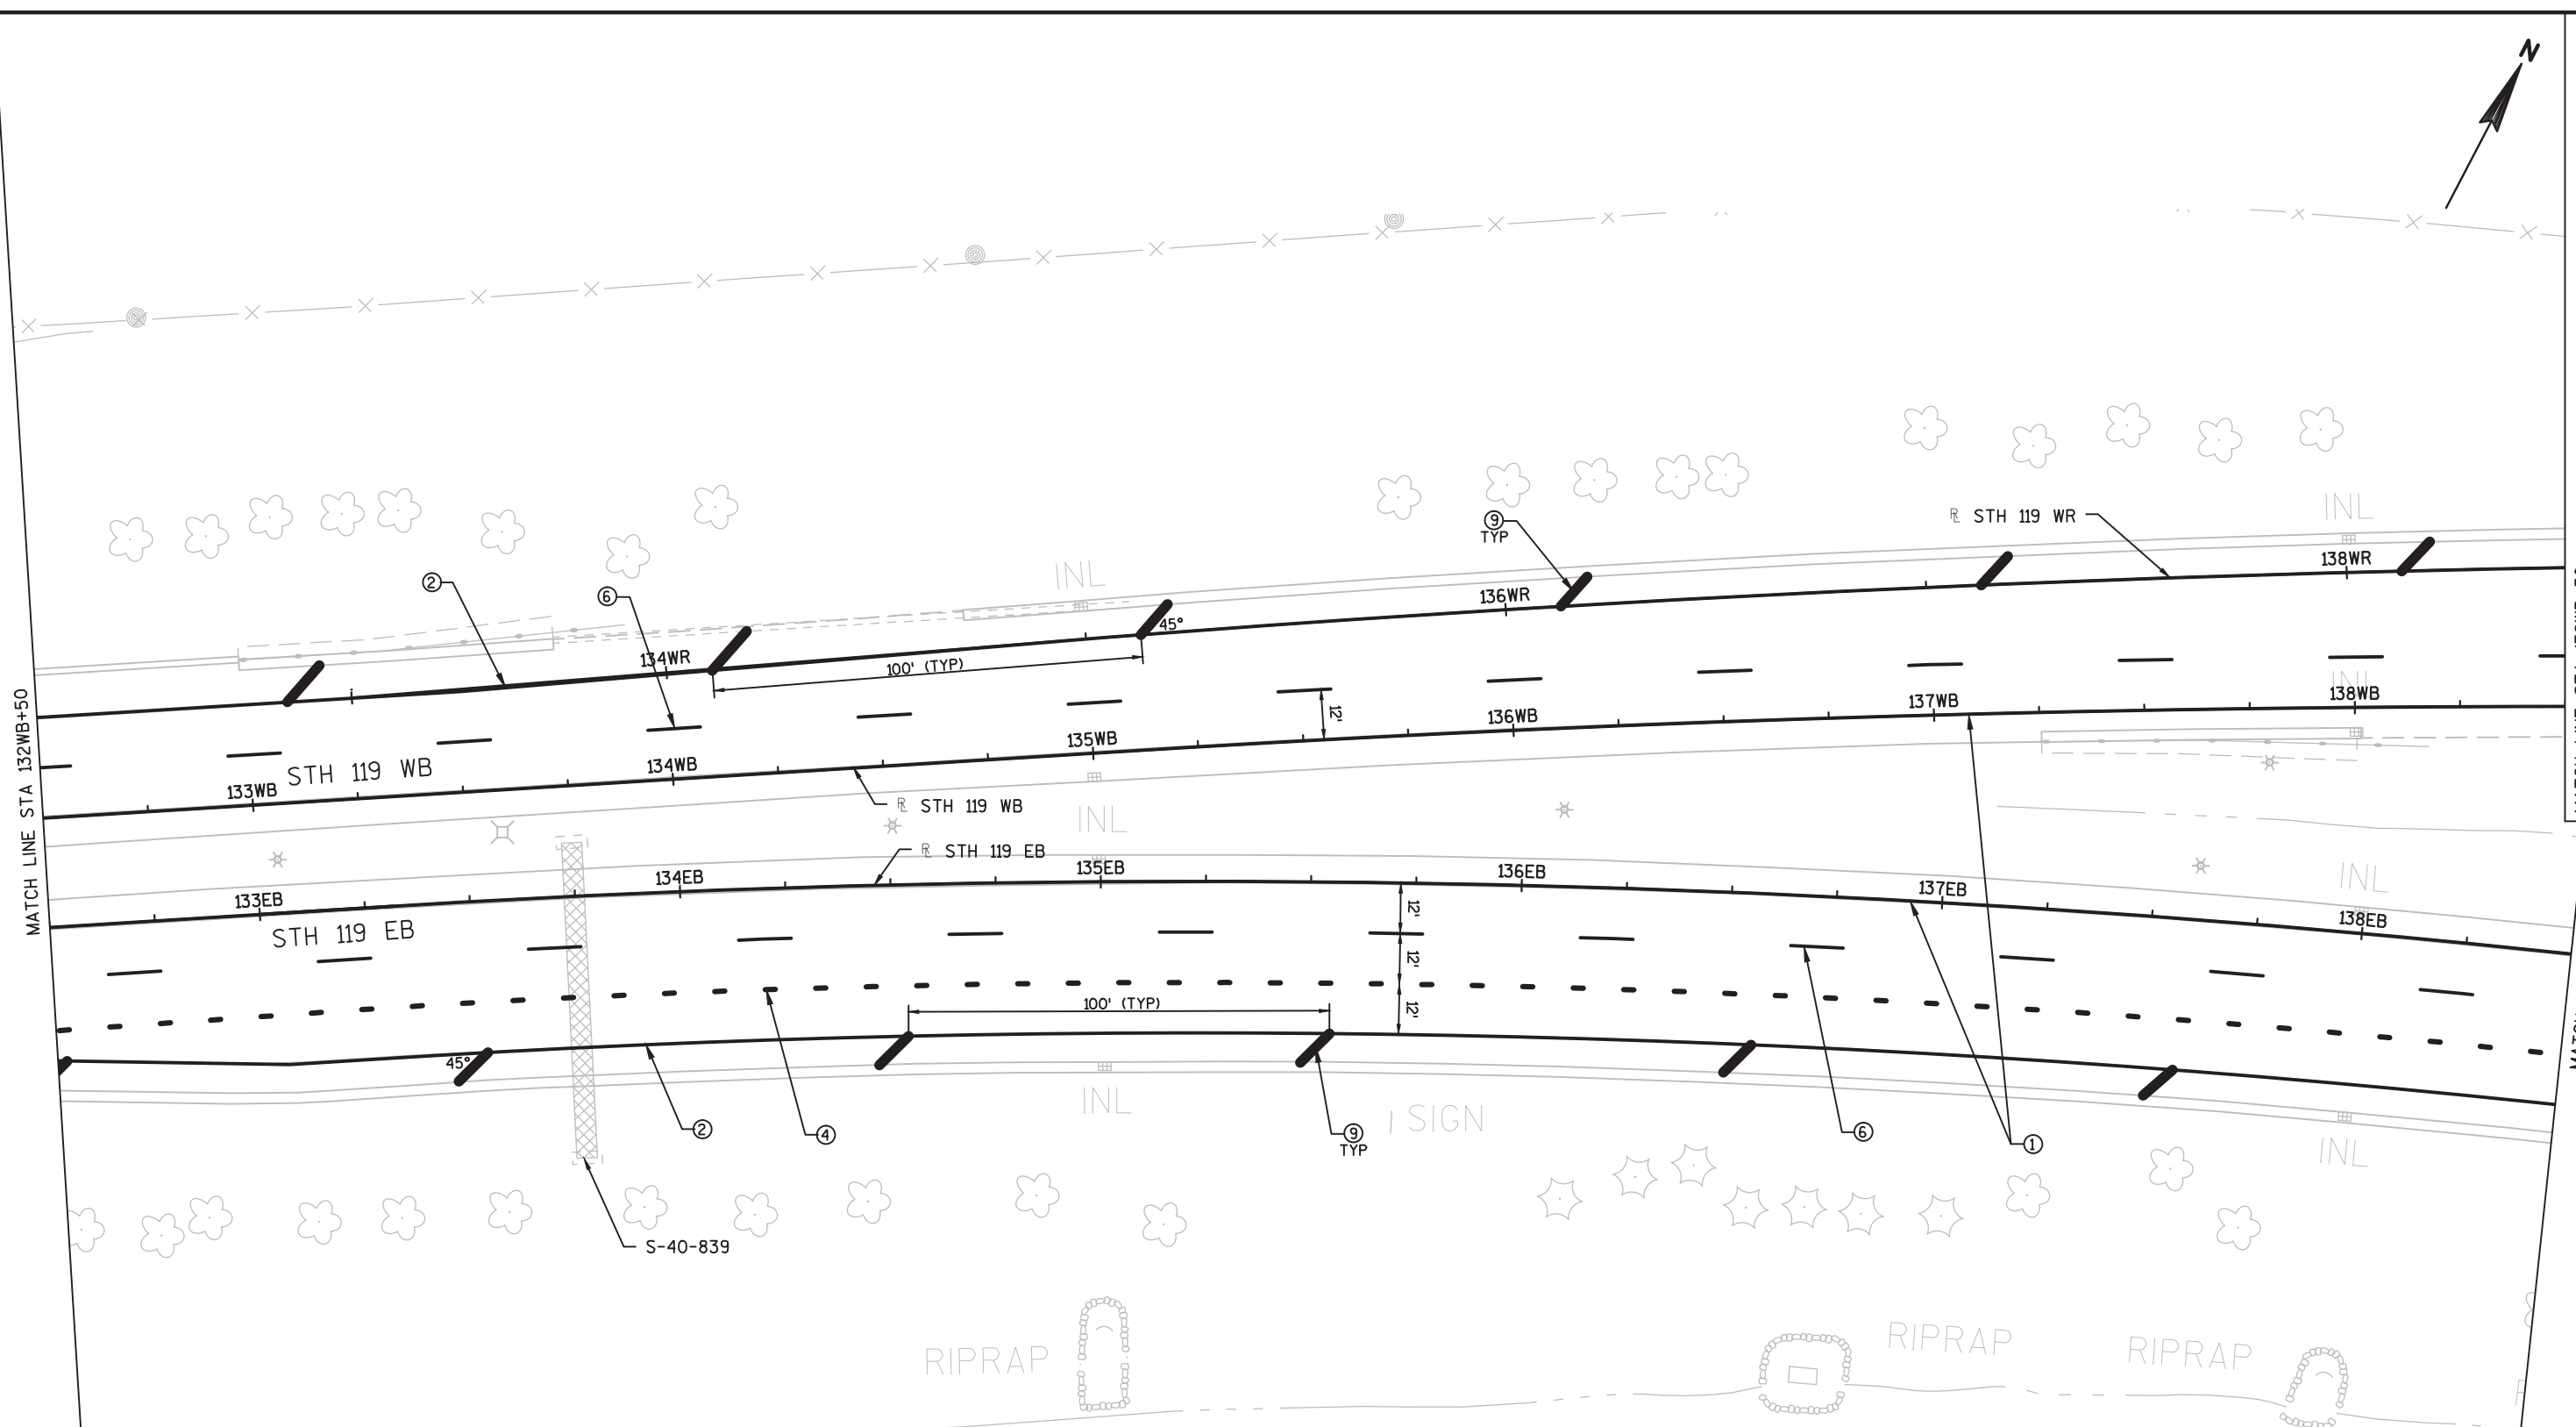 N
INL
℞ STH 119 WR
138WR
② 
⑥
INL
⑨
TYP
136WR
134WR
45°
100' (TYP)
12'
INL
138WB
137WB
136WB
135WB
134WB
133WB
STH 119 WB
MATCH LINE STA 132WB+50
STH 119 WB
INL
STH 119 EB
133EB
134EB
135EB
136EB
137EB
INL
138EB
STH 119 EB
12'
12'
12'
100' (TYP)
45°
②
④
INL
I SIGN
⑨
TYP
⑥
①
INL
S-40-839
RIPRAP
RIPRAP
RIPRAP